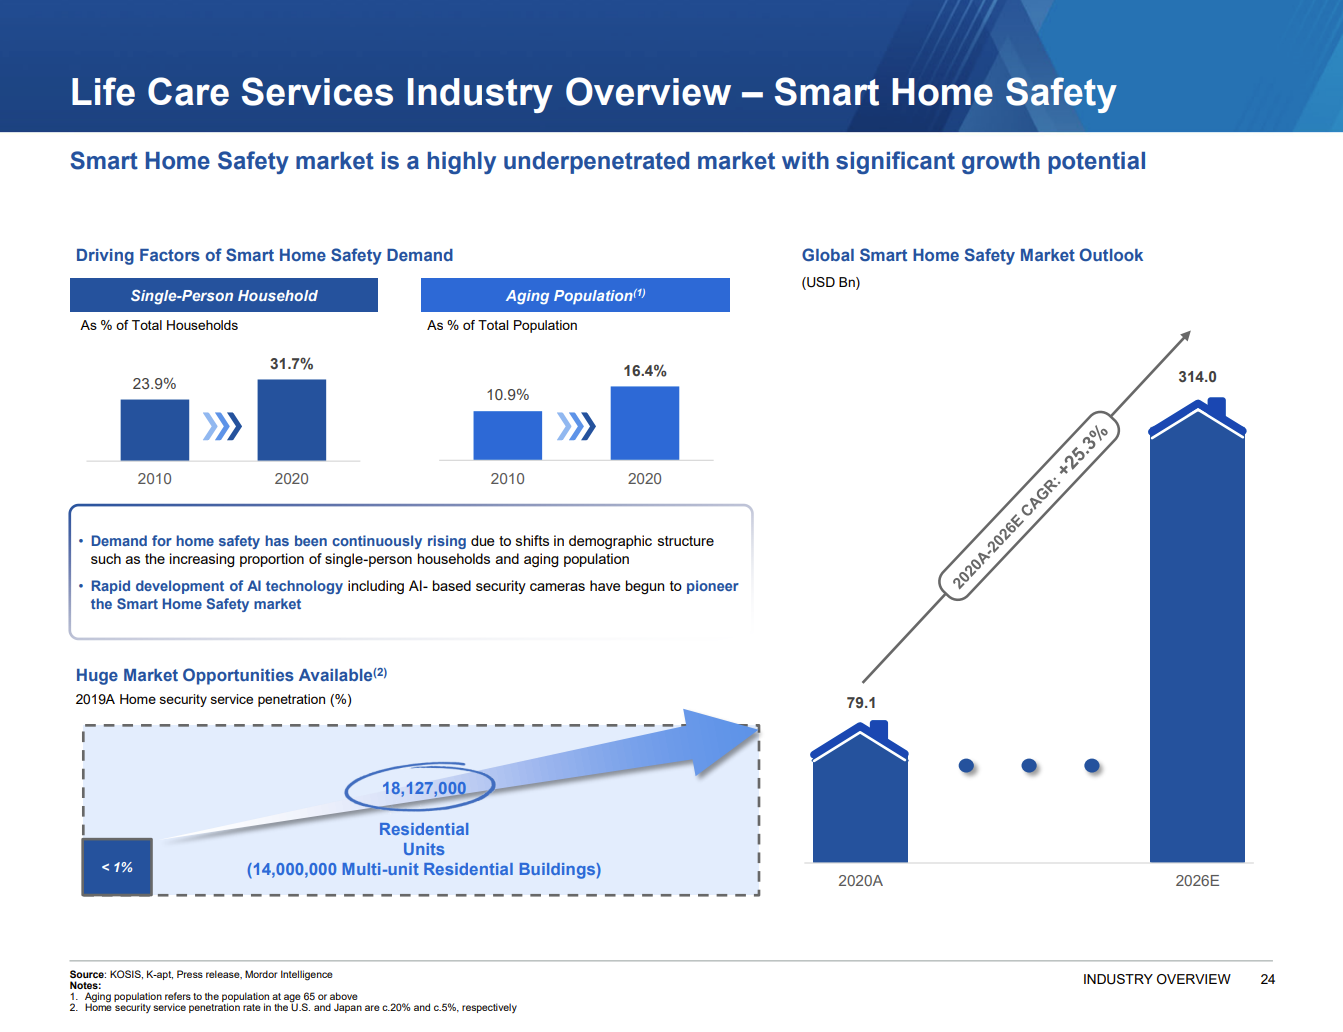 Life Care Services Industry Overview – Smart Home Safety
Smart Home Safety market is a highly underpenetrated market with significant growth potential
Driving Factors of Smart Home Safety Demand
Single-Person Household
As % of Total Households
23.9%
31.7%
2010
2020
Aging Population(1)
As % of Total Population
10.9%
16.4%
2010
2020
• Demand for home safety has been continuously rising due to shifts in demographic structure
such as the increasing proportion of single-person households and aging population
• Rapid development of AI technology including AI- based security cameras have begun to pioneer
the Smart Home Safety market
Huge Market Opportunities Available(2)
2019A Home security service penetration (%)
18,127,000
Residential
Units
(14,000,000 Multi-unit Residential Buildings)
< 1%
Global Smart Home Safety Market Outlook
(USD Bn)
314.0
2020A-2026E CAGR: +25.3%
79.1
2020A
2026E
Source: KOSIS, K-apt, Press release, Mordor Intelligence
Notes:
1. Aging population refers to the population at age 65 or above
2. Home security service penetration rate in the U.S. and Japan are c.20% and c.5%, respectively
INDUSTRY OVERVIEW 24